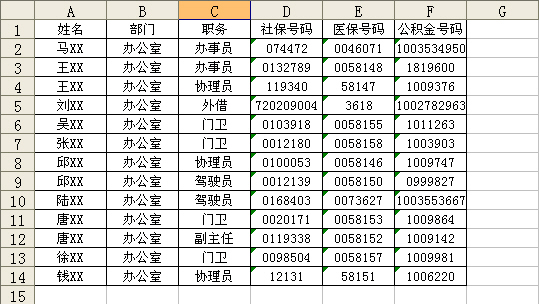 A B C D E F G
1 姓名 部门 职务 社保号码 医保号码 公积金号码
2 马XX 办公室 办事员 074472 0046071 1003534950
3 王XX 办公室 办事员 0132789 0058148 1819600
4 王XX 办公室 协理员 119340 58147 1009376
5 刘XX 办公室 外借 720209004 3618 1002782963
6 吴XX 办公室 门卫 0103918 0058155 1011263
7 张XX 办公室 门卫 0012180 0058158 1003903
8 邱XX 办公室 协理员 0100053 0058146 1009747
9 邱XX 办公室 驾驶员 0012139 0058150 0999827
10 陆XX 办公室 驾驶员 0168403 0073627 1003553667
11 唐XX 办公室 门卫 0020171 0058153 1009864
12 唐XX 办公室 副主任 0119338 0058152 1009142
13 徐XX 办公室 门卫 0098504 0058157 1009981
14 钱XX 办公室 协理员 12131 58151 1006220
15